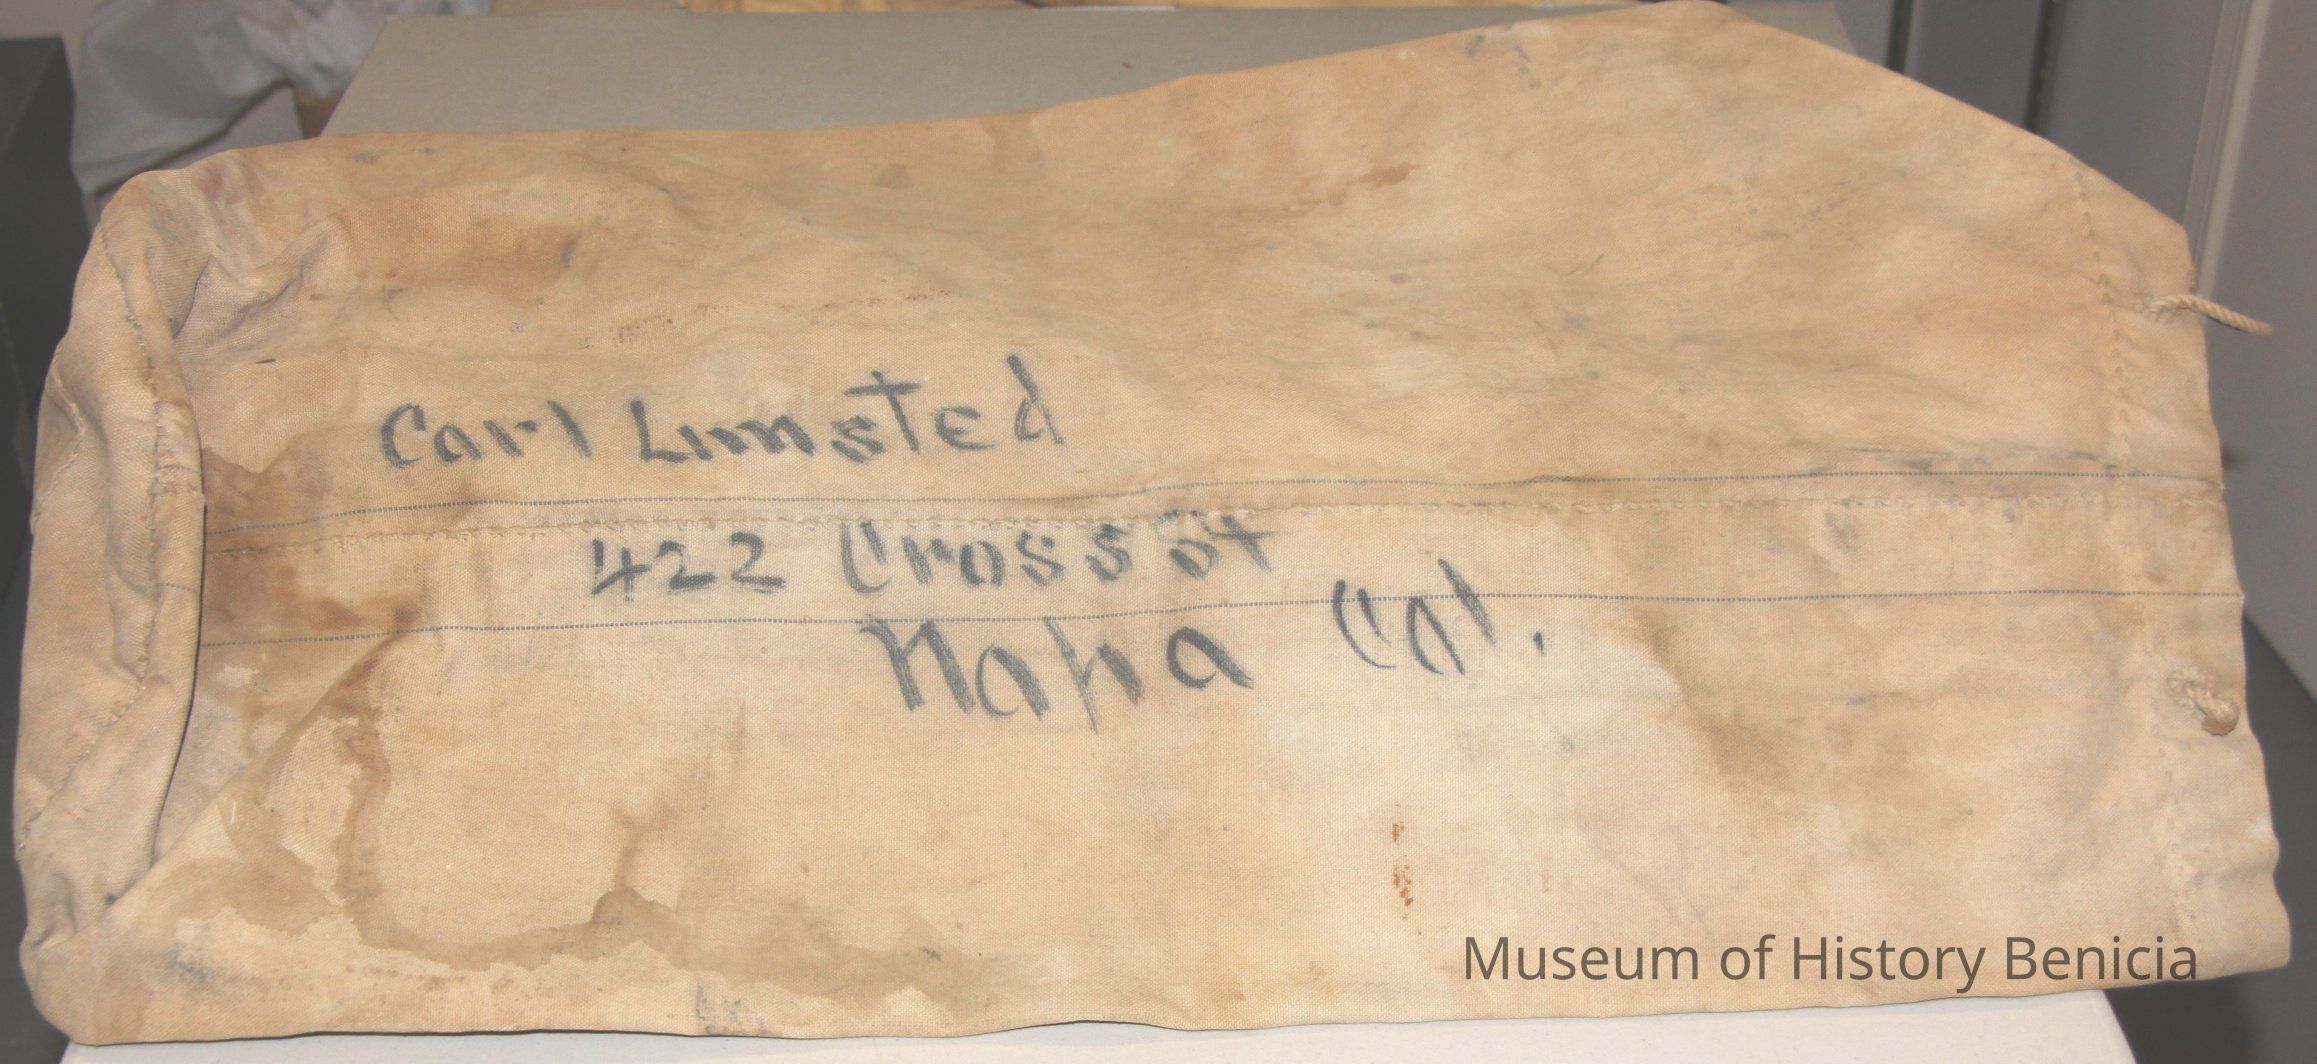 Carl Lunsted
422 Cross st
Napa Cal.
Museum of History Benicia